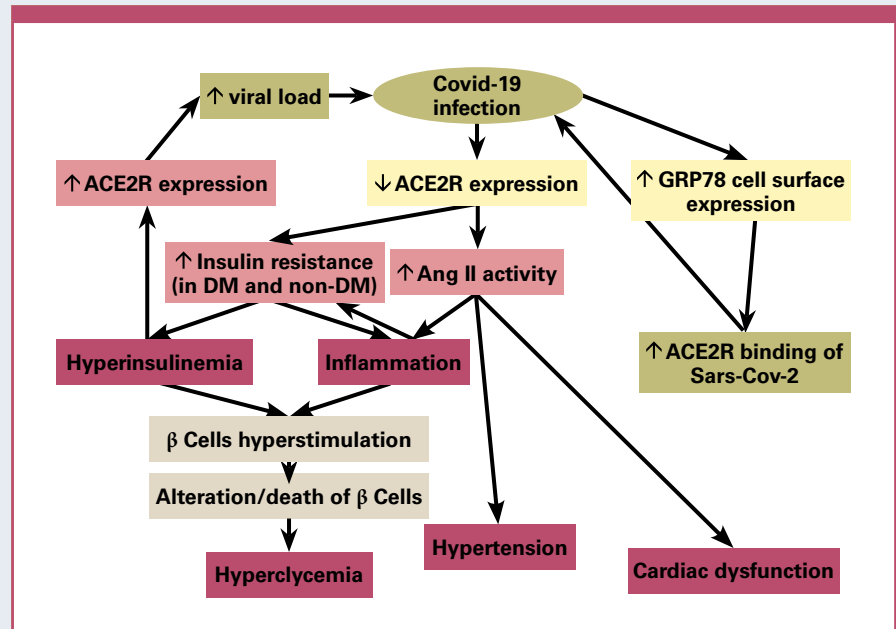 ↑ viral load
Covid-19
infection
↑ ACE2R expression
↓ ACE2R expression
↑ GRP78 cell surface
expression
↑ Insulin resistance
(in DM and non-DM)
↑ Ang II activity
Hyperinsulinemia
Inflammation
↑ ACE2R binding of
Sars-Cov-2
β Cells hyperstimulation
Alteration/death of β Cells
Hypertension
Hyperclycemia
Cardiac dysfunction